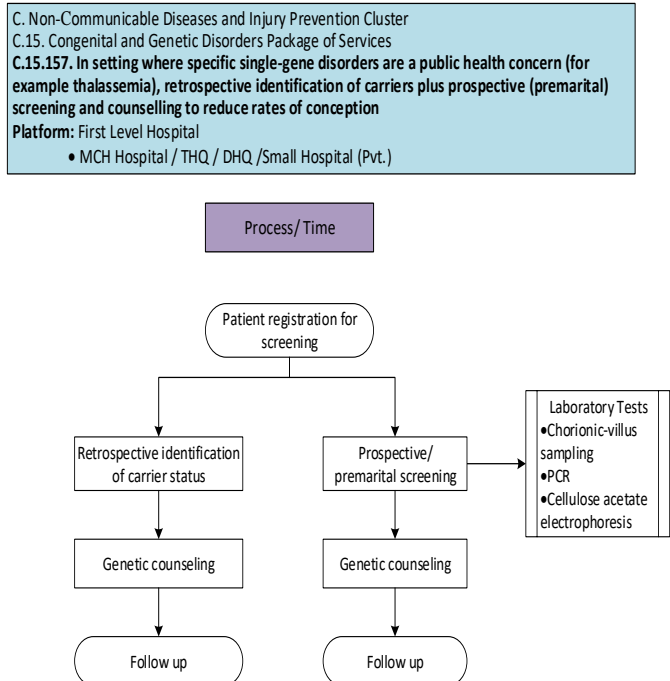 C. Non-Communicable Diseases and Injury Prevention Cluster
C.15. Congenital and Genetic Disorders Package of Services
C.15.157. In setting where specific single-gene disorders are a public health concern (for
example thalassemia), retrospective identification of carriers plus prospective (premarital)
screening and counselling to reduce rates of conception
Platform: First Level Hospital
• MCH Hospital / THQ / DHQ /Small Hospital (Pvt.)
Process/ Time
Patient registration for
screening
Retrospective identification
of carrier status
Prospective/
premarital screening
Laboratory Tests
•Chorionic-villus
sampling
•PCR
•Cellulose acetate
electrophoresis
Genetic counseling
Genetic counseling
Follow up
Follow up